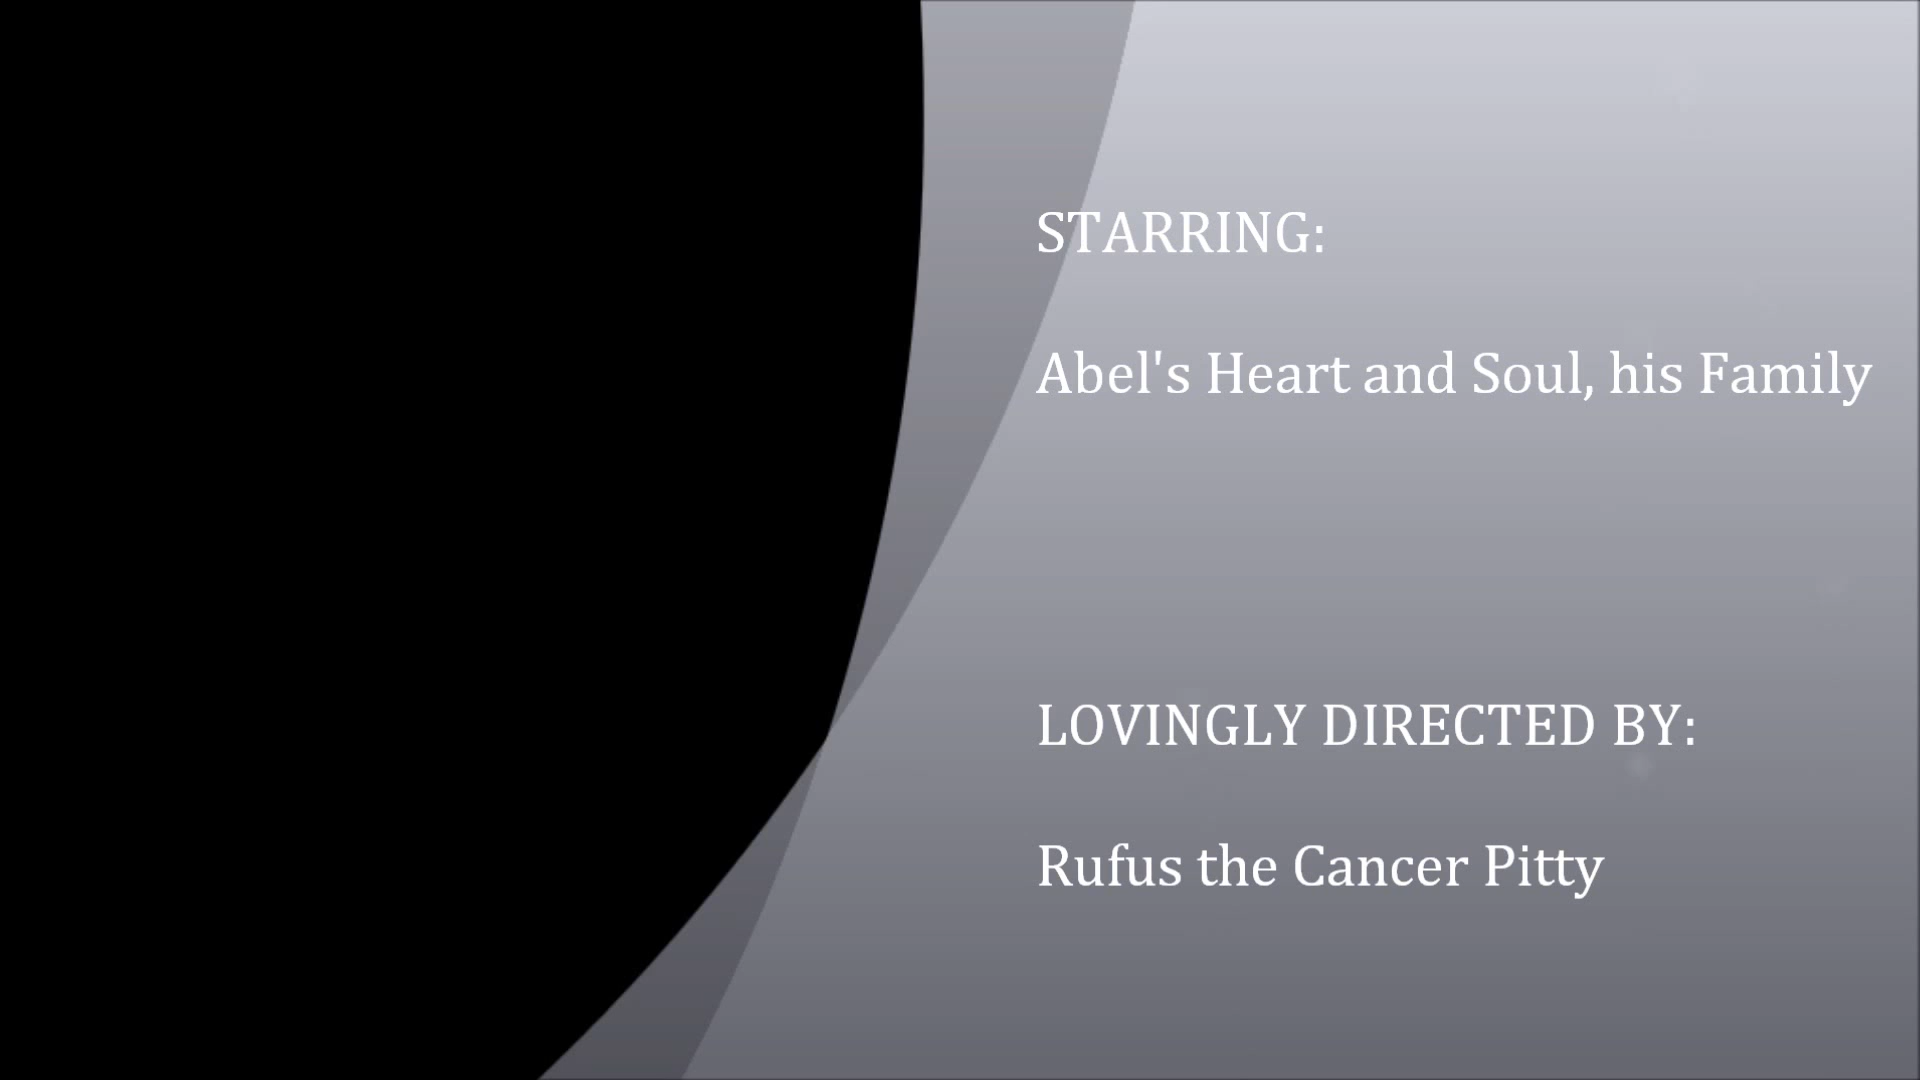 STARRING:
Abel's Heart and Soul, his Family
LOVINGLY DIRECTED BY:
Rufus the Cancer Pitty